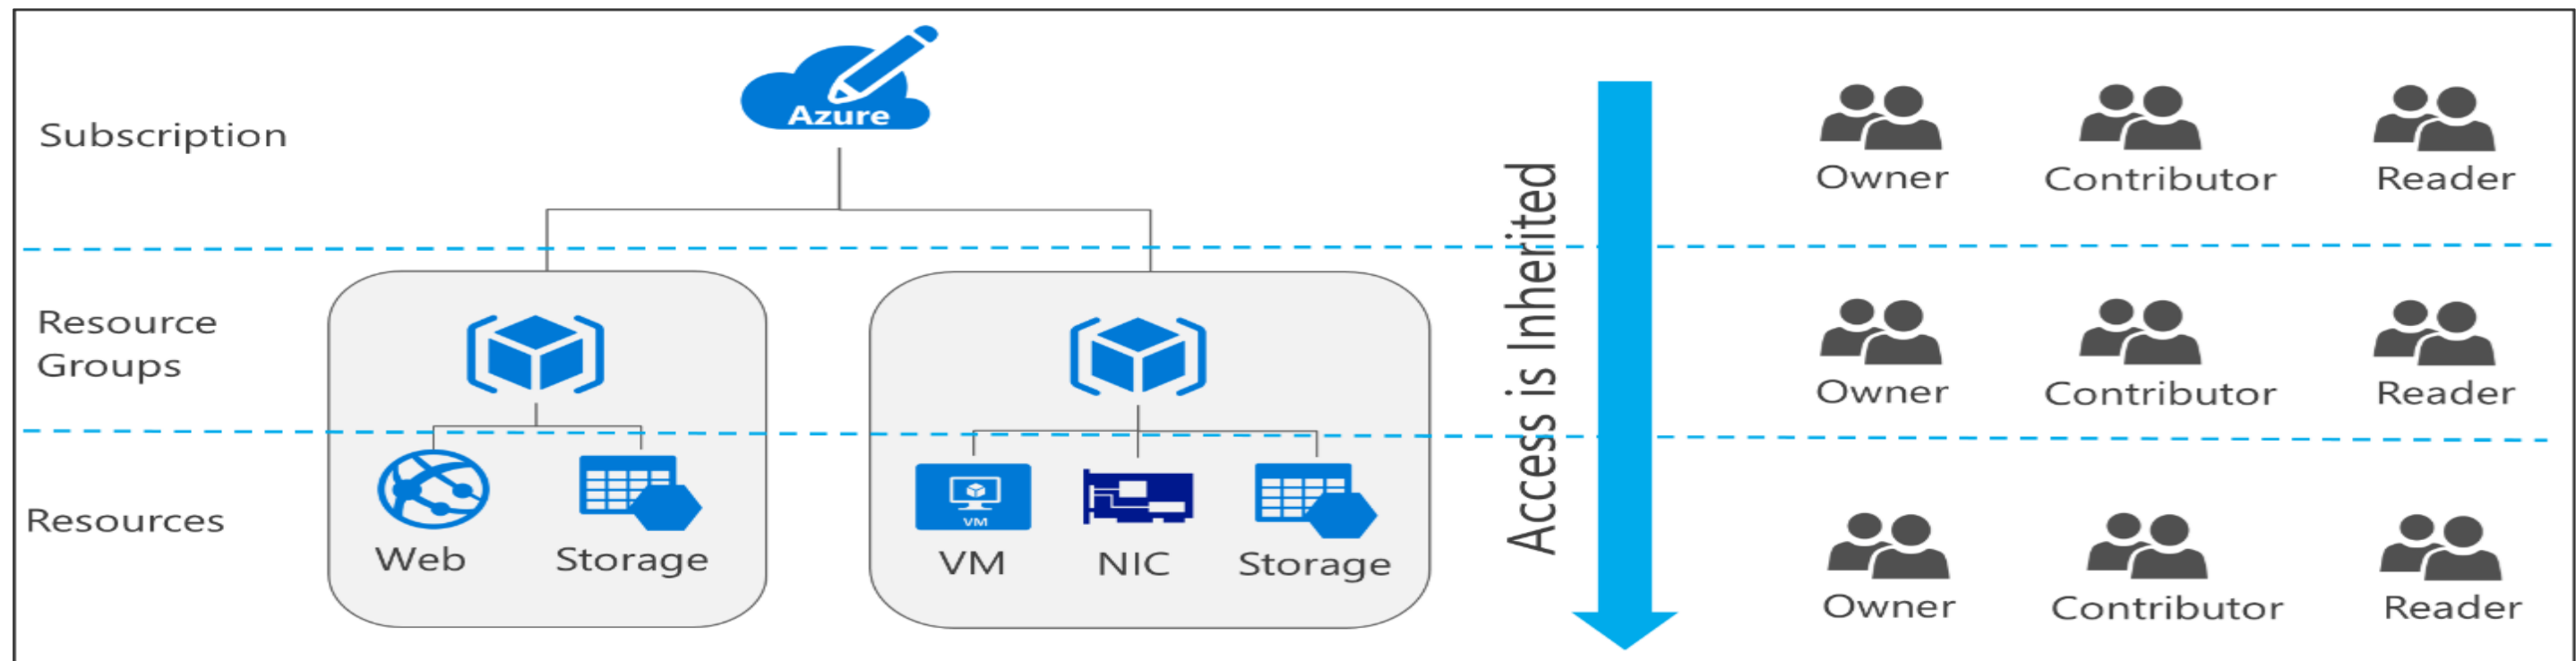 Azure
Subscription
Owner
Contributor
Reader
Access is Inherited
Resource
Groups
Owner
Contributor
Reader
VM
Resources
Web
Storage
VM
NIC
Storage
Owner
Contributor
Reader